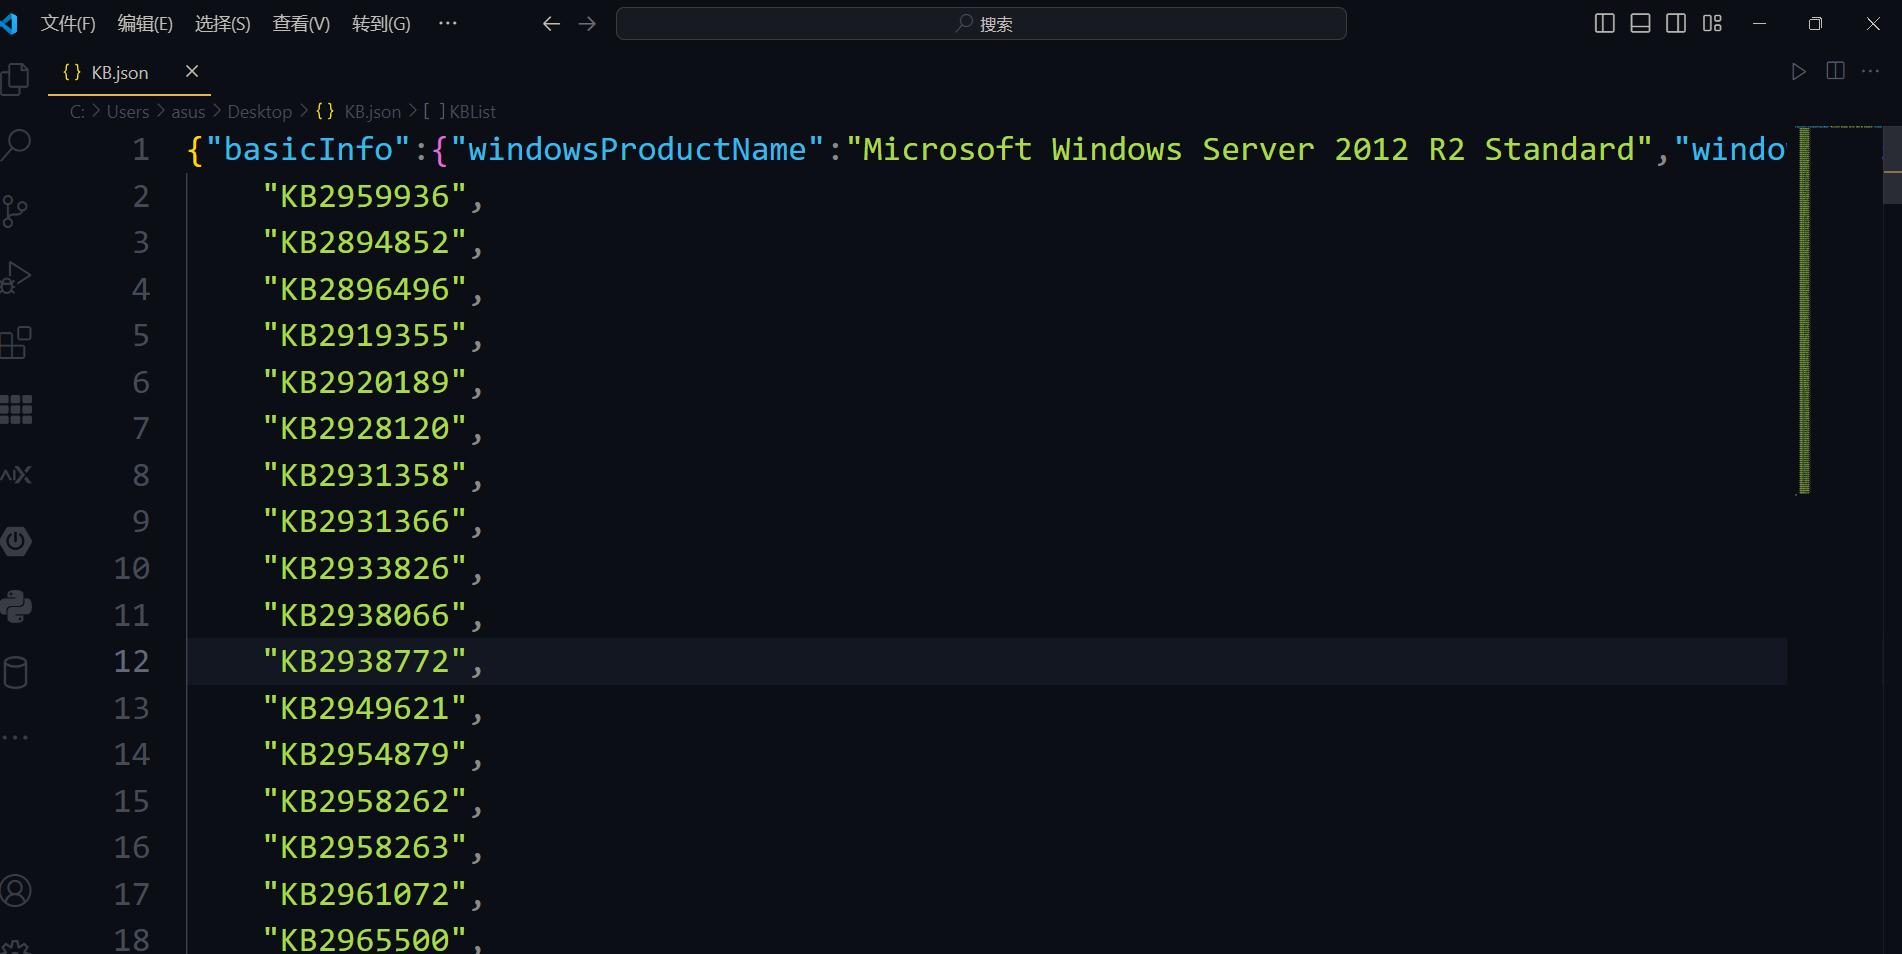 文件(F) 编辑(E) 选择(S) 查看(V) 转到(G) ··· 搜索
{} KB.json
C: > Users > asus > Desktop > {} KB.json > [ ] KBList
1 {"basicInfo":{"windowsProductName":"Microsoft Windows Server 2012 R2 Standard","windo
2 "KB2959936",
3 "KB2894852",
4 "KB2896496",
5 "KB2919355",
6 "KB2920189",
7 "KB2928120",
8 "KB2931358",
9 "KB2931366",
10 "KB2933826",
11 "KB2938066",
12 "KB2938772",
13 "KB2949621",
14 "KB2954879",
15 "KB2958262",
16 "KB2958263",
17 "KB2961072",
18 "KB2965500",